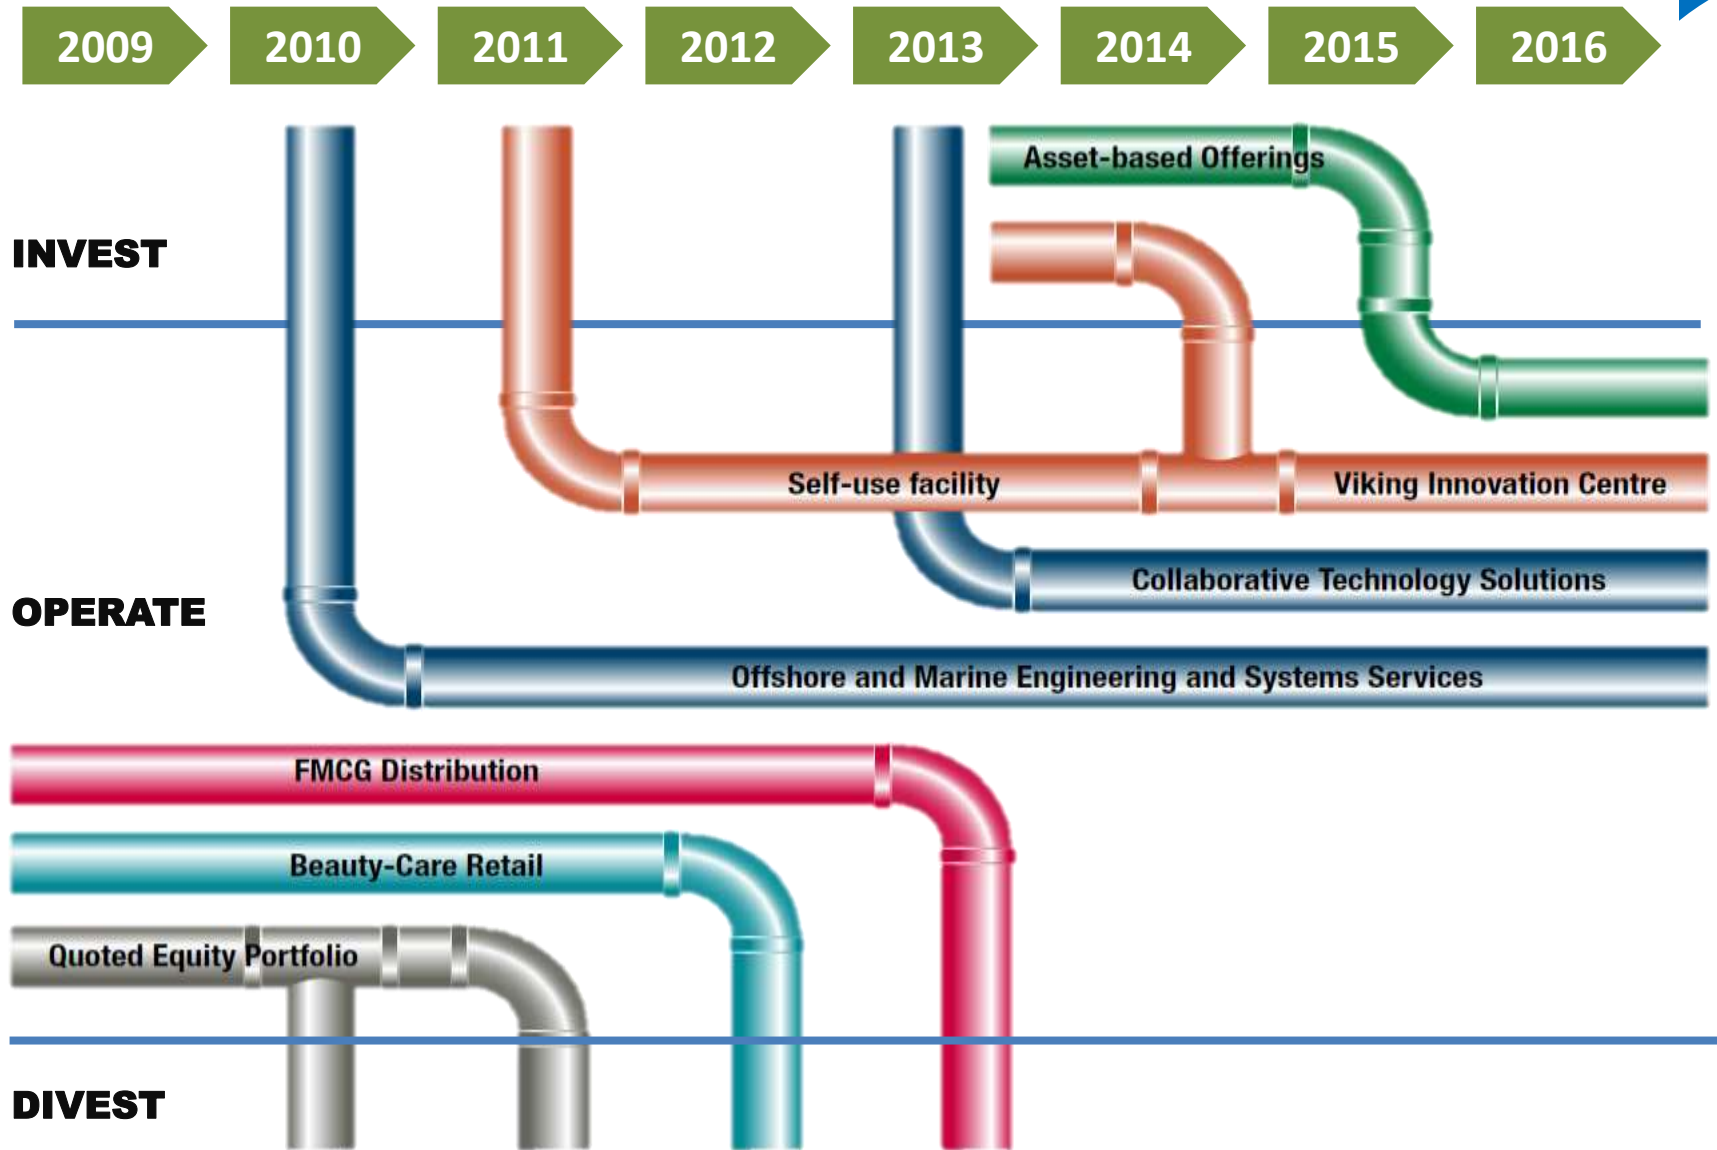 2009 2010 2011 2012 2013 2014 2015 2016
Asset-based Offerings
INVEST
Self-use facility Viking Innovation Centre
Collaborative Technology Solutions
OPERATE
Offshore and Marine Engineering and Systems Services
FMCG Distribution
Beauty-Care Retail
Quoted Equity Portfolio
DIVEST